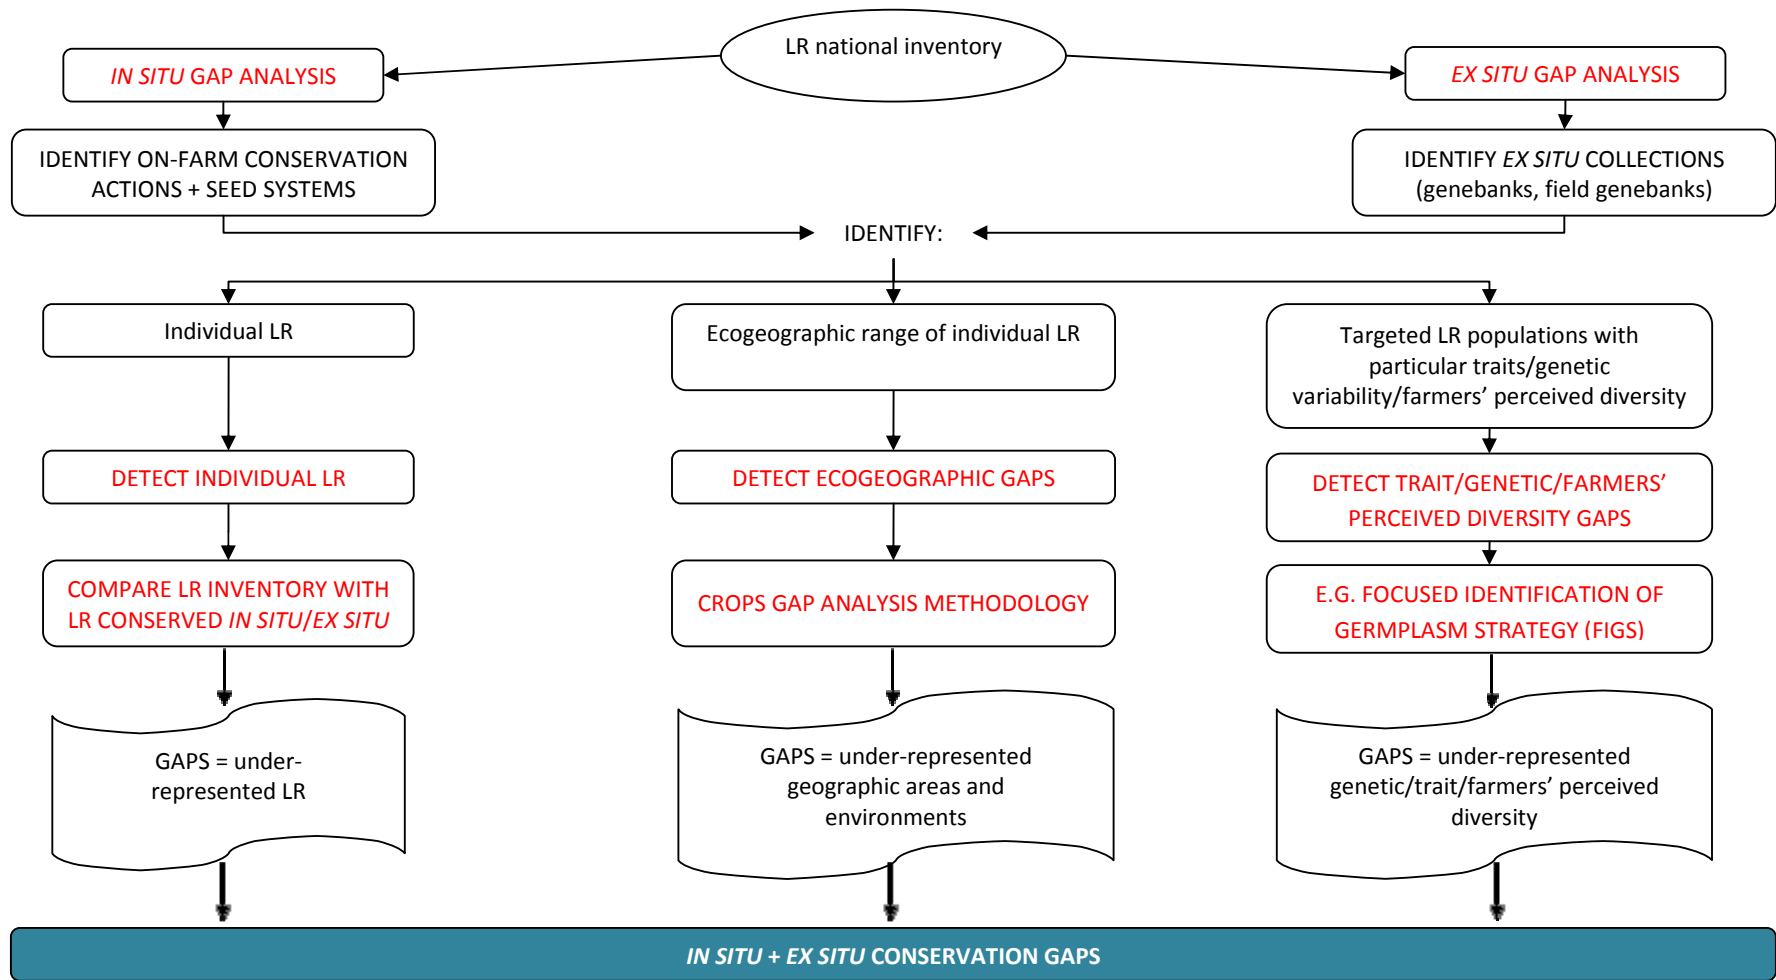 LR national inventory
IN SITU GAP ANALYSIS
EX SITU GAP ANALYSIS
IDENTIFY ON-FARM CONSERVATION
ACTIONS + SEED SYSTEMS
IDENTIFY EX SITU COLLECTIONS
(genebanks, field genebanks)
IDENTIFY:
Individual LR
Ecogeographic range of individual LR
Targeted LR populations with
particular traits/genetic
variability/farmers’ perceived diversity
DETECT INDIVIDUAL LR
DETECT ECOGEOGRAPHIC GAPS
DETECT TRAIT/GENETIC/FARMERS’
PERCEIVED DIVERSITY GAPS
COMPARE LR INVENTORY WITH
LR CONSERVED IN SITU/EX SITU
CROPS GAP ANALYSIS METHODOLOGY
E.G. FOCUSED IDENTIFICATION OF
GERMPLASM STRATEGY (FIGS)
GAPS = under-
represented LR
GAPS = under-represented
geographic areas and
environments
GAPS = under-represented
genetic/trait/farmers’ perceived
diversity
IN SITU + EX SITU CONSERVATION GAPS